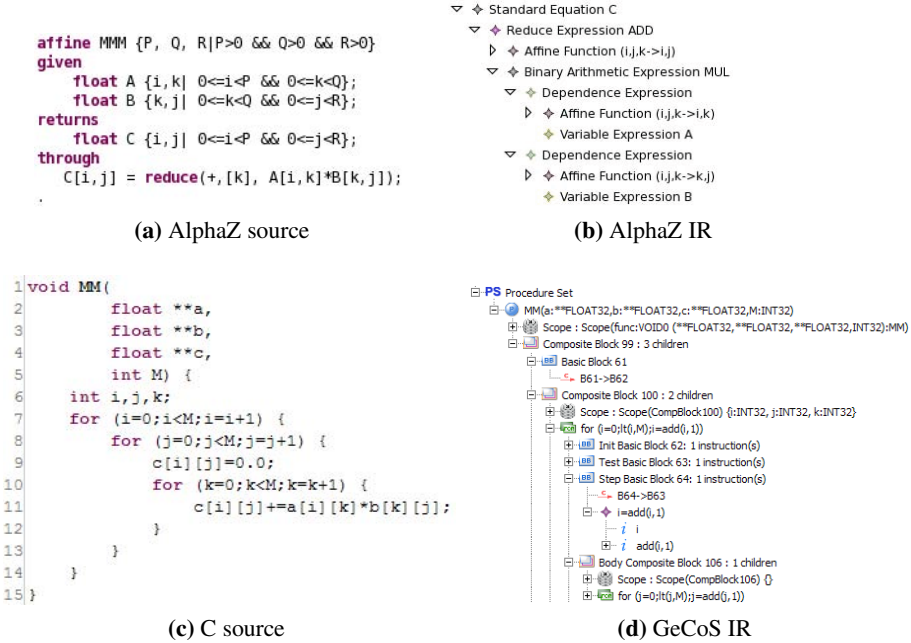 affine MMM {P, Q, R|P>0 && Q>0 && R>0}
given
float A {i,k| 0<=i<P && 0<=k<Q};
float B {k,j| 0<=k<Q && 0<=j<R};
returns
float C {i,j| 0<=i<P && 0<=j<R};
through
C[i,j] = reduce(+,[k], A[i,k]*B[k,j]);
.
(a) AlphaZ source
Standard Equation C
Reduce Expression ADD
Affine Function (i,j,k->i,j)
Binary Arithmetic Expression MUL
Dependence Expression
Affine Function (i,j,k->i,k)
Variable Expression A
Dependence Expression
Affine Function (i,j,k->k,j)
Variable Expression B
(b) AlphaZ IR
1 void MM(
2 float **a,
3 float **b,
4 float **c,
5 int M) {
6 int i,j,k;
7 for (i=0;i<M;i=i+1) {
8 for (j=0;j<M;j=j+1) {
9 c[i][j]=0.0;
10 for (k=0;k<M;k=k+1) {
11 c[i][j]+=a[i][k]*b[k][j];
12 }
13 }
14 }
15 }
(c) C source
PS Procedure Set
MM(a:**FLOAT32,b:**FLOAT32,c:**FLOAT32,M:INT32)
Scope : Scope(func:VOID0 (**FLOAT32,**FLOAT32,**FLOAT32,INT32):MM)
Composite Block 99 : 3 children
BB Basic Block 61
B61->B62
Composite Block 100 : 2 children
Scope : Scope(CompBlock100) {i:INT32, j:INT32, k:INT32}
FOR for (i=0;lt(i,M);i=add(i,1))
BB Init Basic Block 62: 1 instruction(s)
BB Test Basic Block 63: 1 instruction(s)
BB Step Basic Block 64: 1 instruction(s)
B64->B63
i=add(i,1)
i i
i add(i,1)
Body Composite Block 106 : 1 children
Scope : Scope(CompBlock106) {}
FOR for (j=0;lt(j,M);j=add(j,1))
(d) GeCoS IR